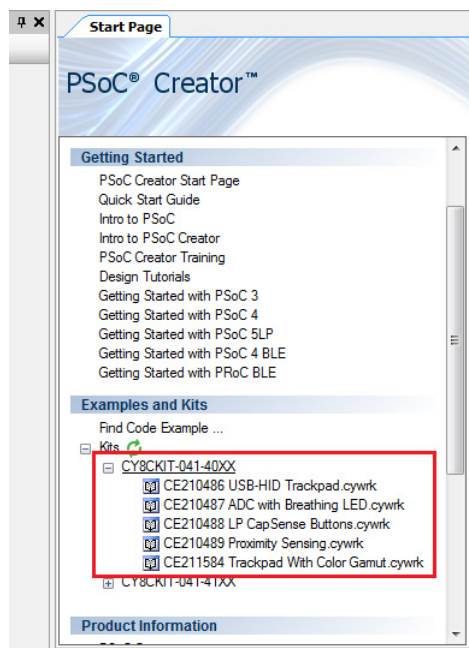 Start Page
PSoC® Creator™
Getting Started
PSoC Creator Start Page
Quick Start Guide
Intro to PSoC
Intro to PSoC Creator
PSoC Creator Training
Design Tutorials
Getting Started with PSoC 3
Getting Started with PSoC 4
Getting Started with PSoC 5LP
Getting Started with PSoC 4 BLE
Getting Started with PRoC BLE
Examples and Kits
Find Code Example ...
Kits
CY8CKIT-041-40XX
CE210486 USB-HID Trackpad.cywrk
CE210487 ADC with Breathing LED.cywrk
CE210488 LP CapSense Buttons.cywrk
CE210489 Proximity Sensing.cywrk
CE211584 Trackpad With Color Gamut.cywrk
CY8CKIT-041-41XX
Product Information